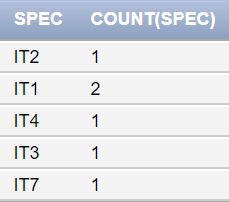 SPEC COUNT(SPEC)
IT2 1
IT1 2
IT4 1
IT3 1
IT7 1